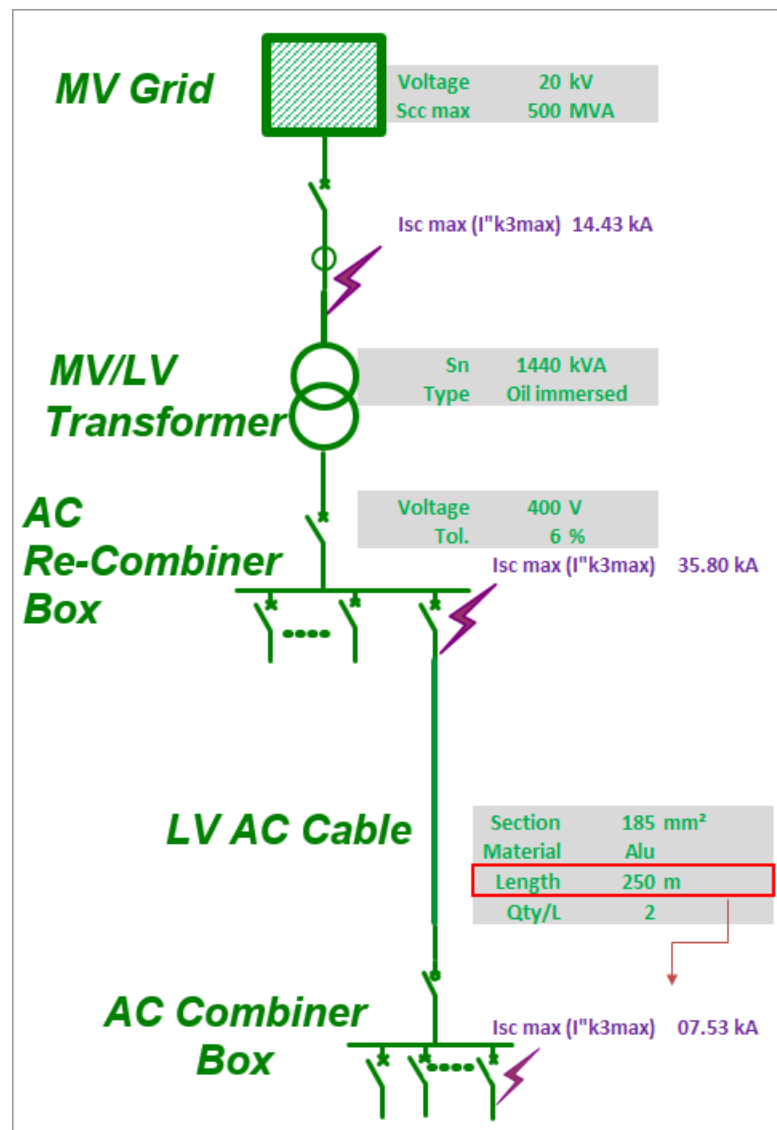 MV Grid
Voltage 20 kV
Scc max 500 MVA
Isc max (I"k3max) 14.43 kA
MV/LV
Transformer
Sn 1440 kVA
Type Oil immersed
AC
Re-Combiner
Box
Voltage 400 V
Tol. 6 %
Isc max (I"k3max) 35.80 kA
LV AC Cable
Section 185 mm²
Material Alu
Length 250 m
Qty/L 2
AC Combiner
Box
Isc max (I"k3max) 07.53 kA